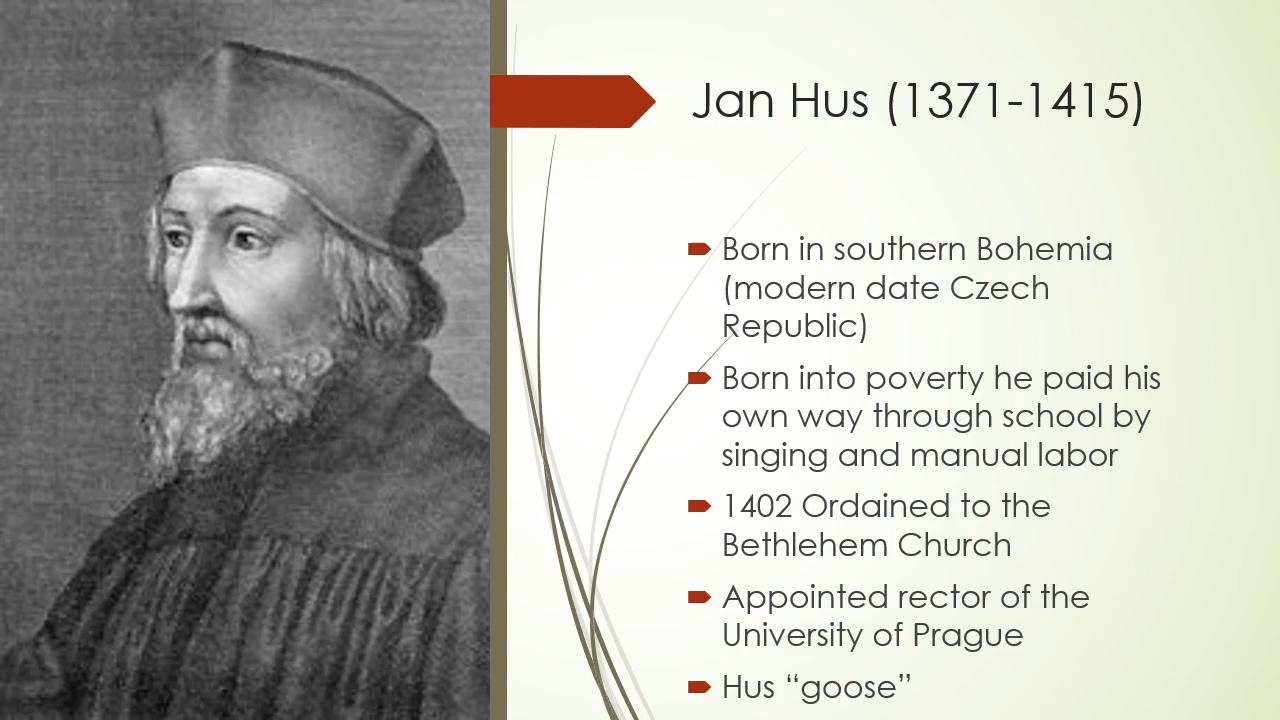 Jan Hus (1371-1415)
Born in southern Bohemia
(modern date Czech
Republic)
Born into poverty he paid his
own way through school by
singing and manual labor
1402 Ordained to the
Bethlehem Church
Appointed rector of the
University of Prague
Hus “goose”